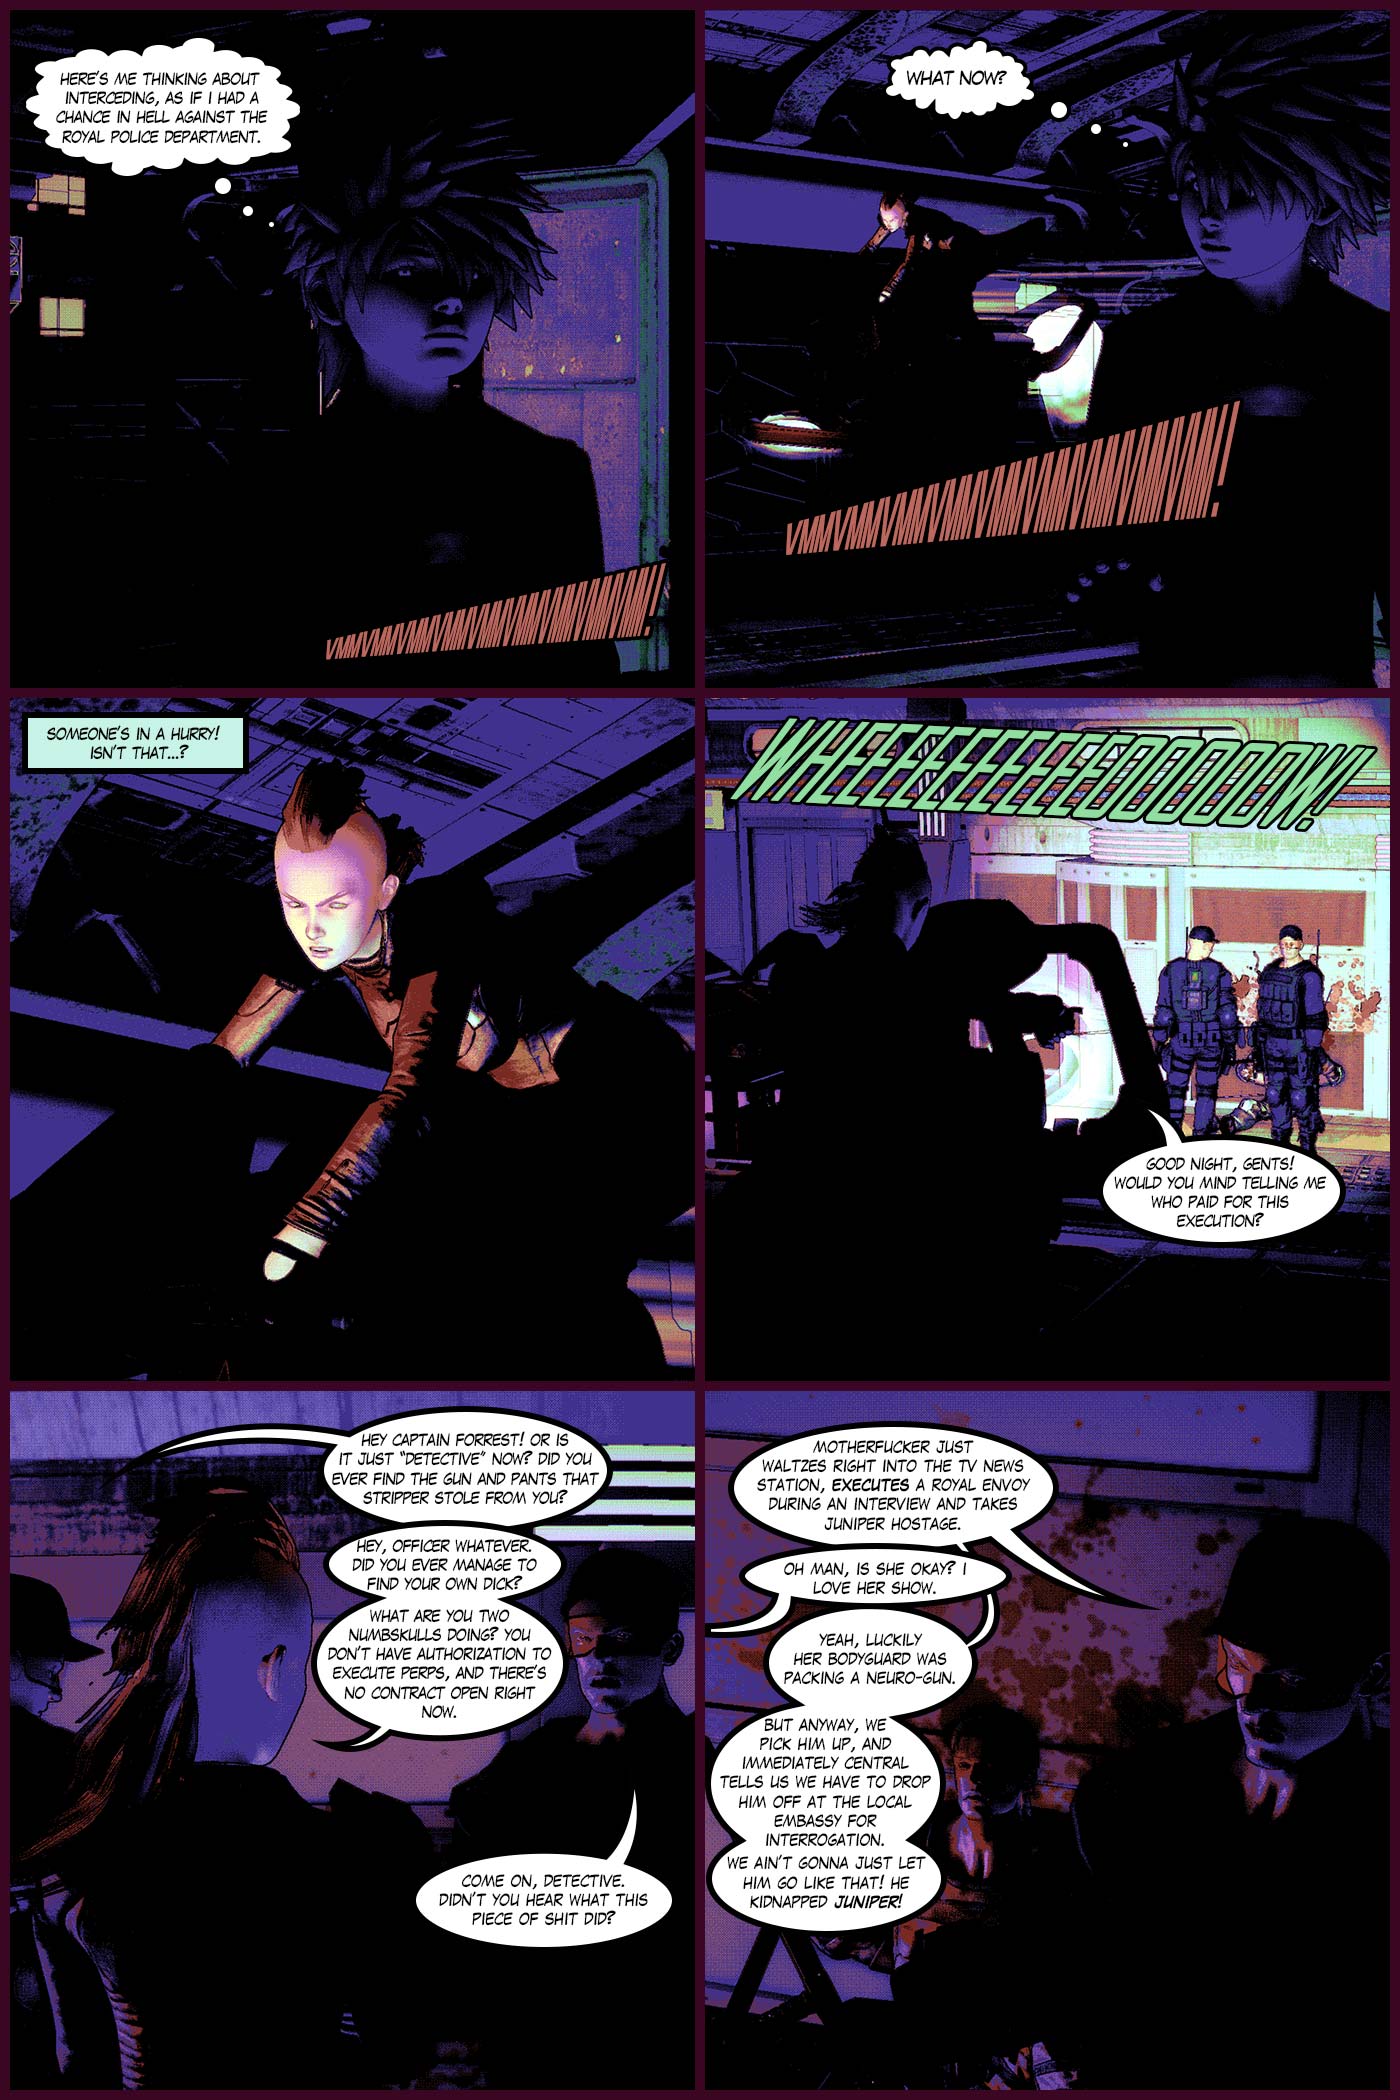 HERE'S ME THINKING ABOUT
INTERCEDING, AS IF I HAD A
CHANCE IN HELL AGAINST THE
ROYAL POLICE DEPARTMENT.
VMMVMMVMMVMMVMMVMMVMMVMMVMM!
WHAT NOW?
VMMVMMVMMVMMVMMVMMVMMVMMVMM!
SOMEONE'S IN A HURRY!
ISN'T THAT...?
WHEEEEEEEEEEOOOOOOW!
GOOD NIGHT, GENTS!
WOULD YOU MIND TELLING ME
WHO PAID FOR THIS
EXECUTION?
HEY CAPTAIN FORREST! OR IS
IT JUST "DETECTIVE" NOW? DID YOU
EVER FIND THE GUN AND PANTS THAT
STRIPPER STOLE FROM YOU?
HEY, OFFICER WHATEVER.
DID YOU EVER MANAGE TO
FIND YOUR OWN DICK?
WHAT ARE YOU TWO
NUMBSKULLS DOING? YOU
DON'T HAVE AUTHORIZATION TO
EXECUTE PERPS, AND THERE'S
NO CONTRACT OPEN RIGHT
NOW.
COME ON, DETECTIVE.
DIDN'T YOU HEAR WHAT THIS
PIECE OF SHIT DID?
MOTHERFUCKER JUST
WALTZES RIGHT INTO THE TV NEWS
STATION, EXECUTES A ROYAL ENVOY
DURING AN INTERVIEW AND TAKES
JUNIPER HOSTAGE.
OH MAN, IS SHE OKAY? I
LOVE HER SHOW.
YEAH, LUCKILY
HER BODYGUARD WAS
PACKING A NEURO-GUN.
BUT ANYWAY, WE
PICK HIM UP, AND
IMMEDIATELY CENTRAL
TELLS US WE HAVE TO DROP
HIM OFF AT THE LOCAL
EMBASSY FOR
INTERROGATION.
WE AIN'T GONNA JUST LET
HIM GO LIKE THAT! HE
KIDNAPPED JUNIPER!